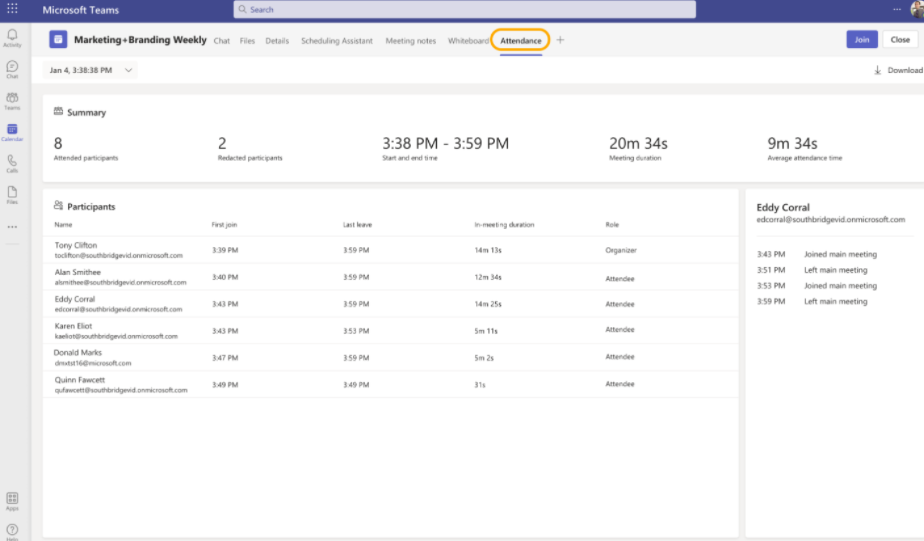 Microsoft Teams
Search
Marketing+Branding Weekly Chat Files Details Scheduling Assistant Meeting notes Whiteboard Attendance
Join Close
Activity
Chat
Teams
Calendar
Calls
Files
Jan 4, 3:38:38 PM
Download
Summary
8 2 3:38 PM - 3:59 PM 20m 34s 9m 34s
Attended participants Redacted participants Start and end time Meeting duration Average attendance time
Participants
Name First join Last leave In-meeting duration Role
Tony Clifton
toclifton@southbridgevid.onmicrosoft.com 3:39 PM 3:59 PM 14m 13s Organizer
Alan Smithee
alsmithee@southbridgevid.onmicrosoft.com 3:40 PM 3:59 PM 12m 34s Attendee
Eddy Corral
edcorral@southbridgevid.onmicrosoft.com 3:43 PM 3:59 PM 14m 25s Attendee
Karen Eliot
kaeliot@southbridgevid.onmicrosoft.com 3:43 PM 3:53 PM 5m 11s Attendee
Donald Marks
dmxtst16@microsoft.com 3:47 PM 3:59 PM 5m 2s Attendee
Quinn Fawcett
qufawcett@southbridgevid.onmicrosoft.com 3:49 PM 3:49 PM 31s Attendee
Eddy Corral
edcorral@southbridgevid.onmicrosoft.com
3:43 PM Joined main meeting
3:51 PM Left main meeting
3:53 PM Joined main meeting
3:59 PM Left main meeting
Apps
Help